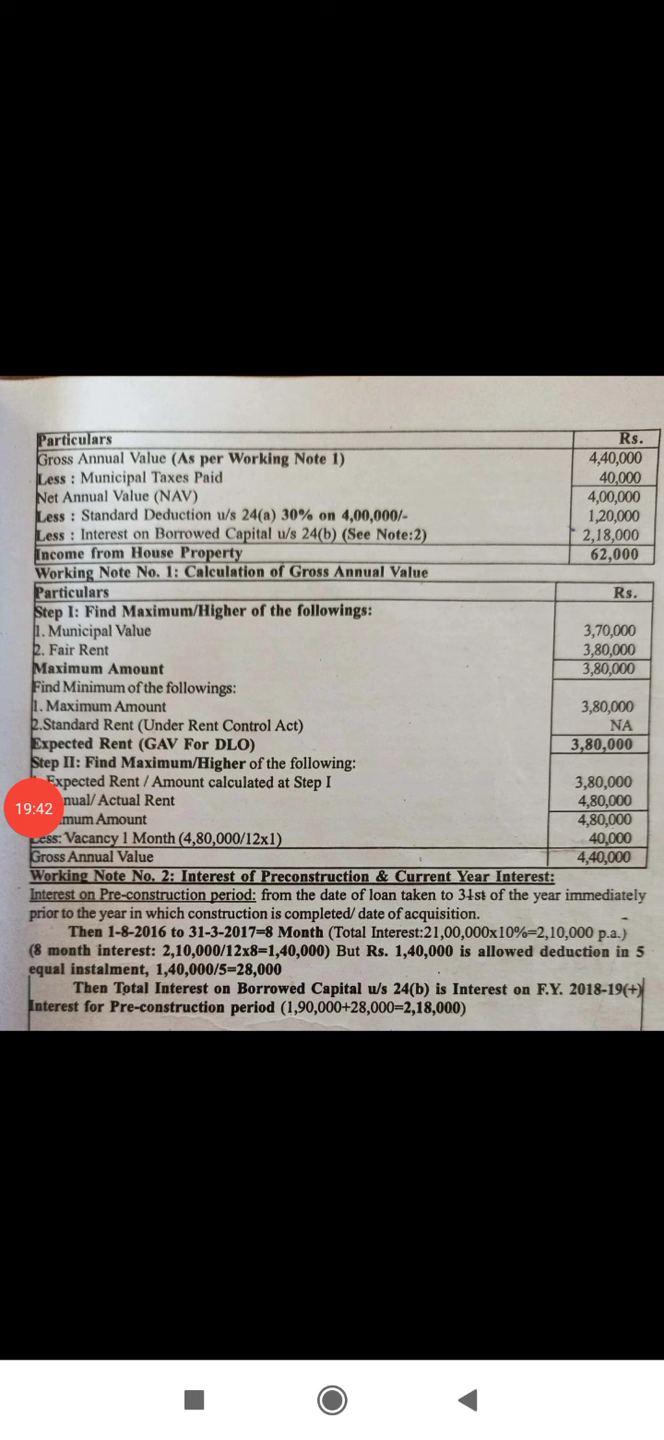 Particulars Rs.
Gross Annual Value (As per Working Note 1) 4,40,000
Less : Municipal Taxes Paid 40,000
Net Annual Value (NAV) 4,00,000
Less : Standard Deduction u/s 24(a) 30% on 4,00,000/- 1,20,000
Less : Interest on Borrowed Capital u/s 24(b) (See Note:2) 2,18,000
Income from House Property 62,000
Working Note No. 1: Calculation of Gross Annual Value
Particulars Rs.
Step I: Find Maximum/Higher of the followings:
1. Municipal Value 3,70,000
2. Fair Rent 3,80,000
Maximum Amount 3,80,000
Find Minimum of the followings:
1. Maximum Amount 3,80,000
2.Standard Rent (Under Rent Control Act) NA
Expected Rent (GAV For DLO) 3,80,000
Step II: Find Maximum/Higher of the following:
Expected Rent / Amount calculated at Step I 3,80,000
19:42
nual/ Actual Rent 4,80,000
mum Amount 4,80,000
Less: Vacancy 1 Month (4,80,000/12x1) 40,000
Gross Annual Value 4,40,000
Working Note No. 2: Interest of Preconstruction & Current Year Interest:
Interest on Pre-construction period: from the date of loan taken to 31st of the year immediately
prior to the year in which construction is completed/ date of acquisition.
Then 1-8-2016 to 31-3-2017=8 Month (Total Interest:21,00,000x10%=2,10,000 p.a.)
(8 month interest: 2,10,000/12x8=1,40,000) But Rs. 1,40,000 is allowed deduction in 5
equal instalment, 1,40,000/5=28,000
Then Total Interest on Borrowed Capital u/s 24(b) is Interest on F.Y. 2018-19(+)
Interest for Pre-construction period (1,90,000+28,000=2,18,000)